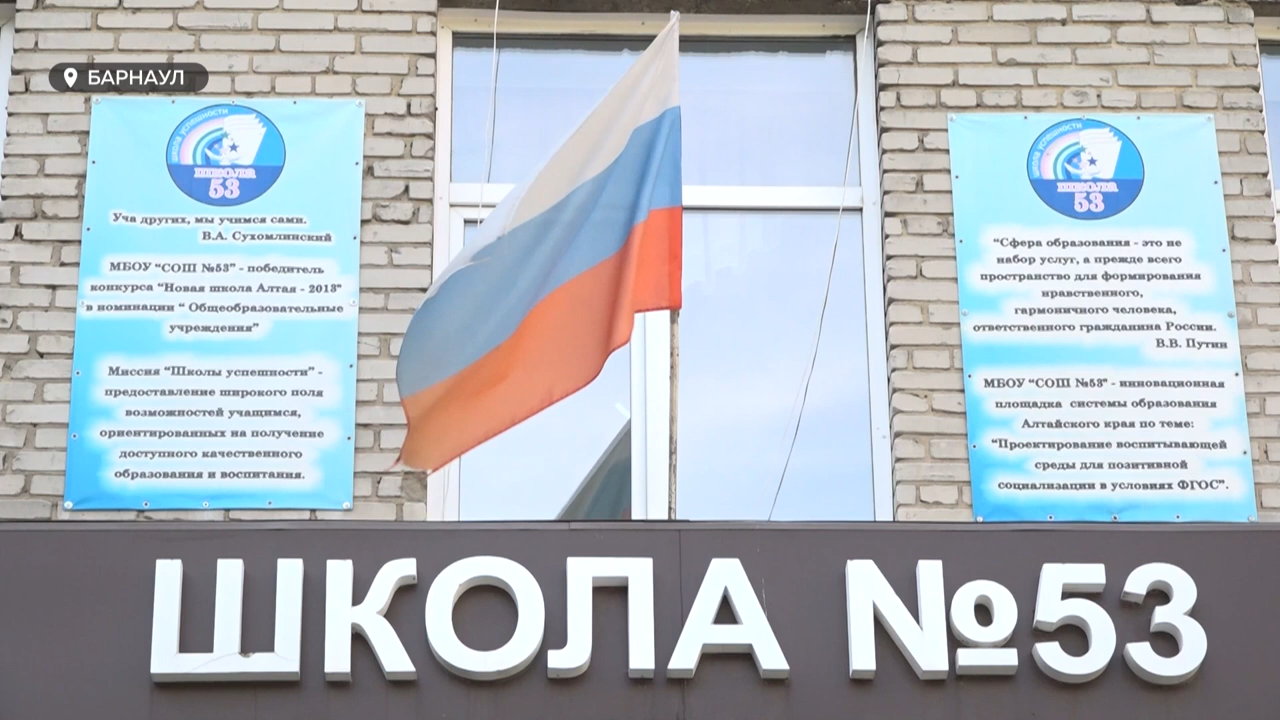 БАРНАУЛ
школа успешности
ШКОЛА
53
Уча других, мы учимся сами.
В.А. Сухомлинский
МБОУ “СОШ №53” - победитель
конкурса “Новая школа Алтая - 2013”
в номинации “ Общеобразовательные
учреждения”
Миссия “Школы успешности” -
предоставление широкого поля
возможностей учащимся,
ориентированных на получение
доступного качественного
образования и воспитания.
школа успешности
ШКОЛА
53
“Сфера образования - это не
набор услуг, а прежде всего
пространство для формирования
нравственного,
гармоничного человека,
ответственного гражданина России.
В.В. Путин
МБОУ “СОШ №53” - инновационная
площадка системы образования
Алтайского края по теме:
“Проектирование воспитывающей
среды для позитивной
социализации в условиях ФГОС”.
ШКОЛА №53